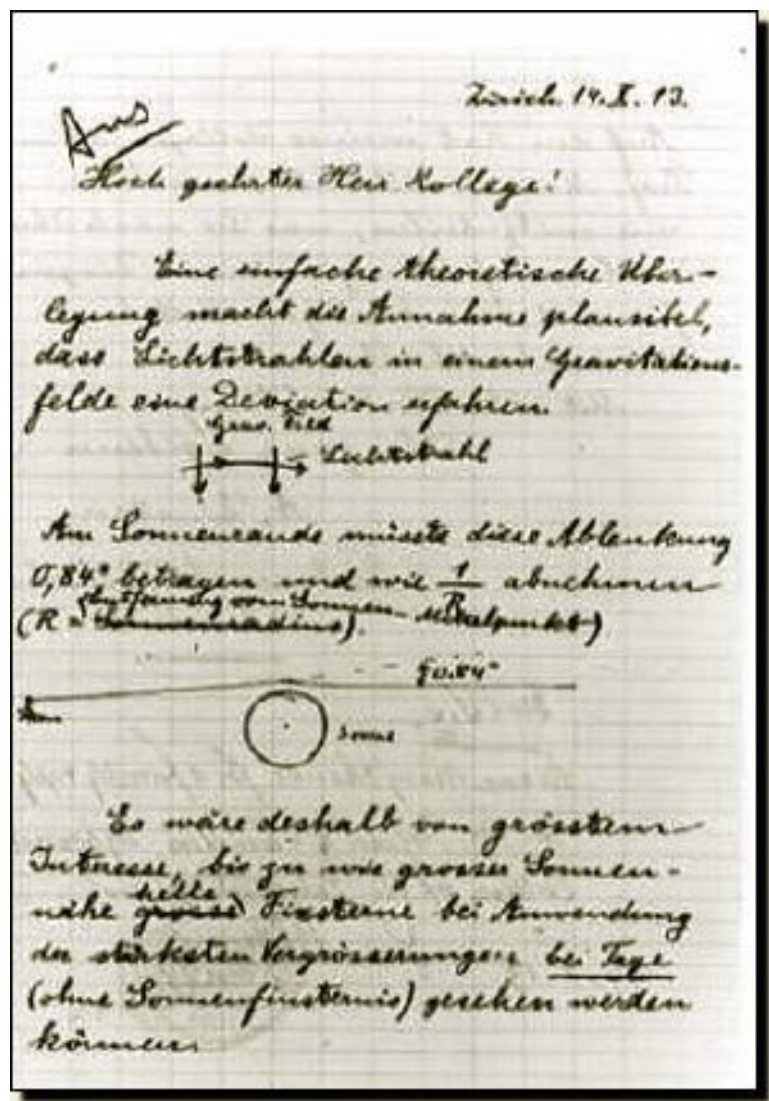 Zürich. 14. X. 13.
Hoch geehrter Herr Kollege!
Eine einfache theoretische Über-
legung macht die Annahme plausibel,
dass Lichtstrahlen in einem Gravitations-
felde eine Deviation erfahren.
Grav. Feld
Lichtstrahl
Am Sonnenrande müsste diese Ablenkung
0,84" betragen und wie 1/R abnehmen
(R = Sonnenradius). Entfernung vom Sonnen-Mittelpunkt)
0.84"
Sonne
Es wäre deshalb von grösstem
Interesse, bis zu wie grosser Sonnen-
nähe grosse helle Fixsterne bei Anwendung
der stärksten Vergrösserungen bei Tage
(ohne Sonnenfinsternis) gesehen werden
können.